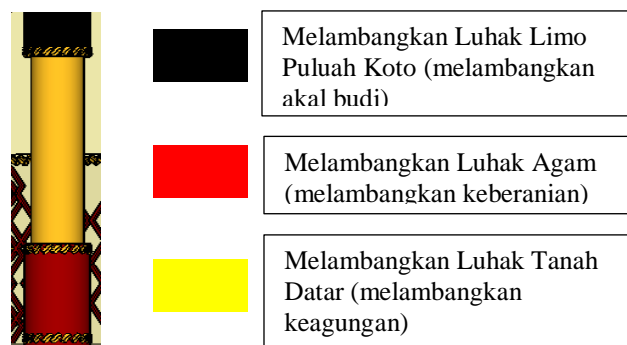 Melambangkan Luhak Limo
Puluah Koto (melambangkan
akal budi)
Melambangkan Luhak Agam
(melambangkan keberanian)
Melambangkan Luhak Tanah
Datar (melambangkan
keagungan)